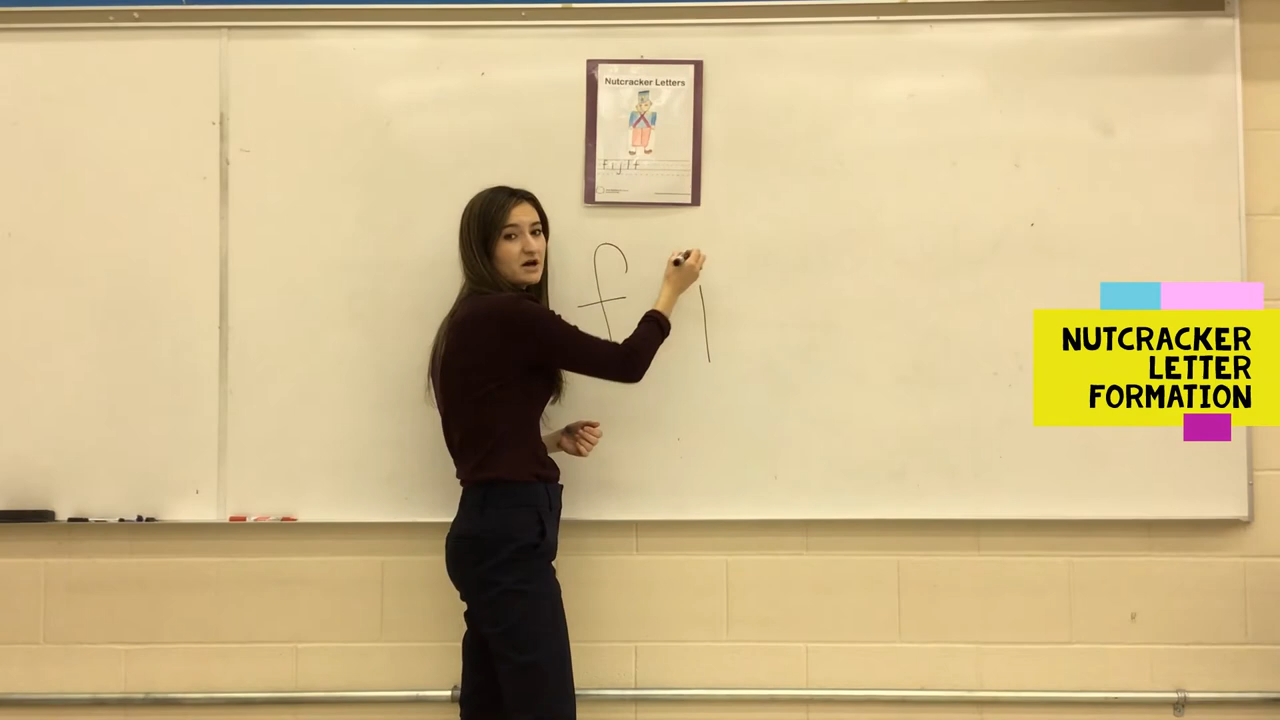 Nutcracker Letters
f i j l t
f ı
NUTCRACKER
LETTER
FORMATION